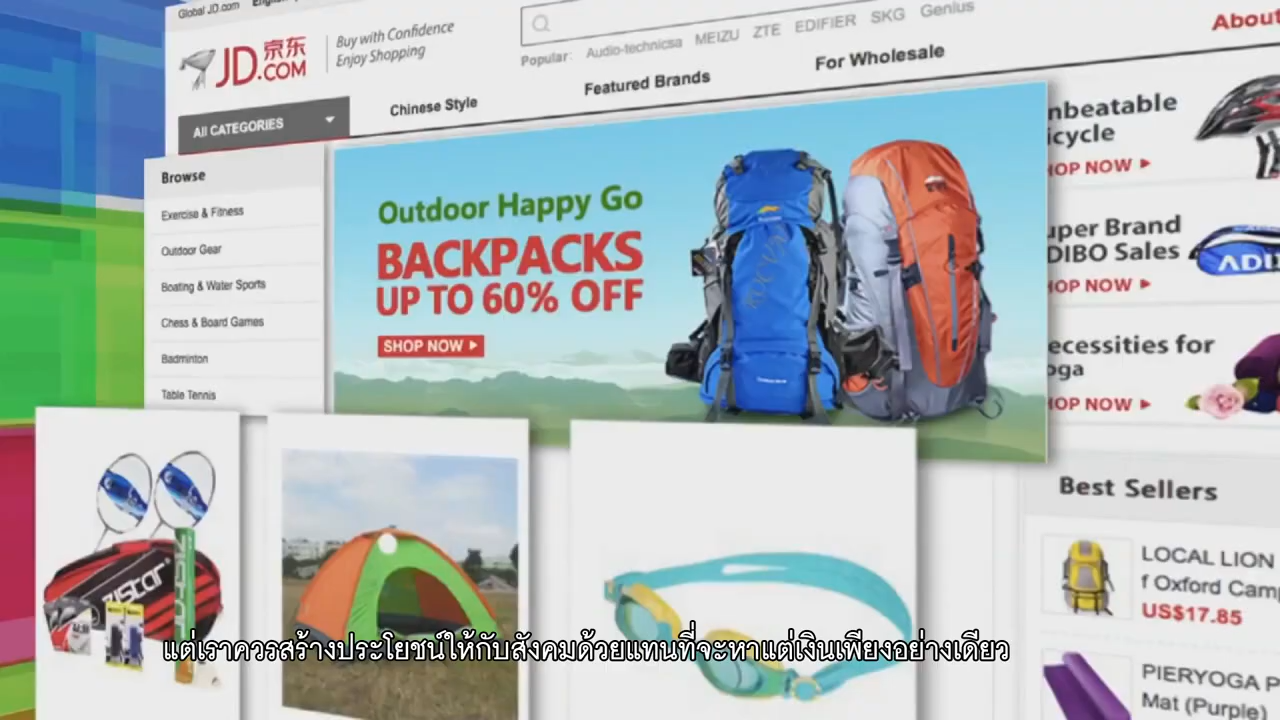 Global JD.com
JD.COM 京东
Buy with Confidence
Enjoy Shopping
Popular:
Audio-technicsa
MEIZU
ZTE
EDIFIER
SKG
Genius
About
All CATEGORIES
Chinese Style
Featured Brands
For Wholesale
Browse
Exercise & Fitness
Outdoor Gear
Boating & Water Sports
Chess & Board Games
Badminton
Table Tennis
Outdoor Happy Go
BACKPACKS
UP TO 60% OFF
SHOP NOW
nbeatable
icycle
HOP NOW
uper Brand
DIBO Sales
HOP NOW
ADI
ecessities for
oga
HOP NOW
Best Sellers
LOCAL LION
f Oxford Camp
US$17.85
PIERYOGA P
Mat (Purple)
แต่เราควรสร้างประโยชน์ให้กับสังคมด้วยแทนที่จะหาแต่เงินเพียงอย่างเดียว